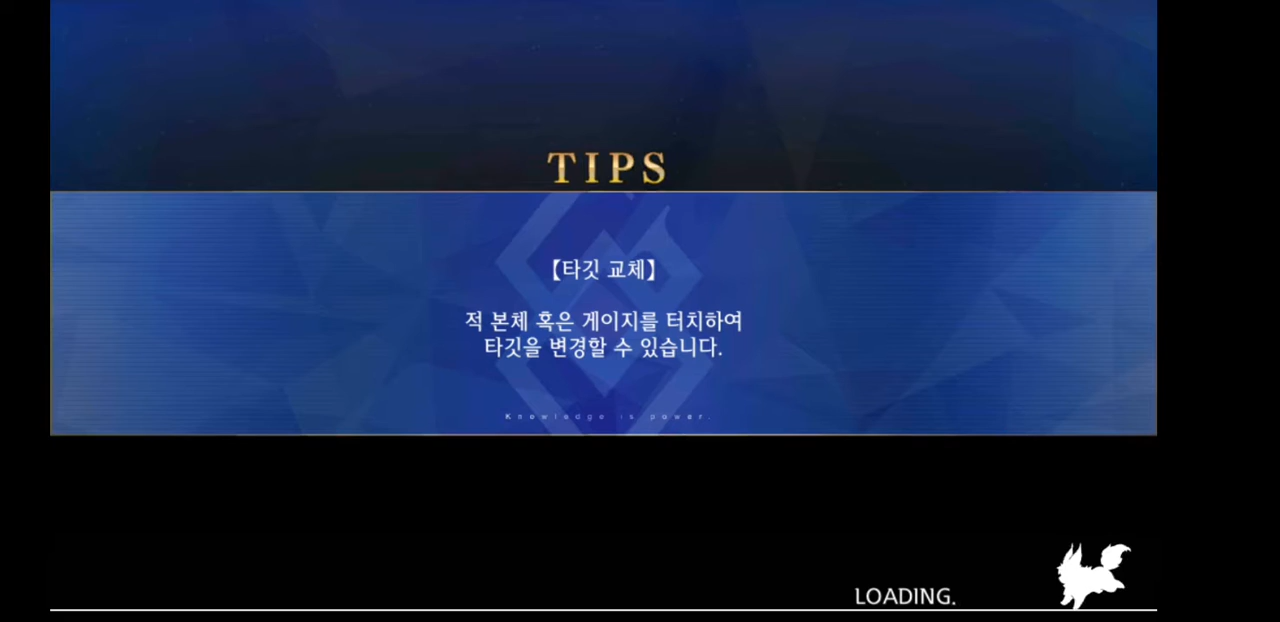 TIPS
【타깃 교체】
적 본체 혹은 게이지를 터치하여
타깃을 변경할 수 있습니다.
Knowledge is power.
LOADING.